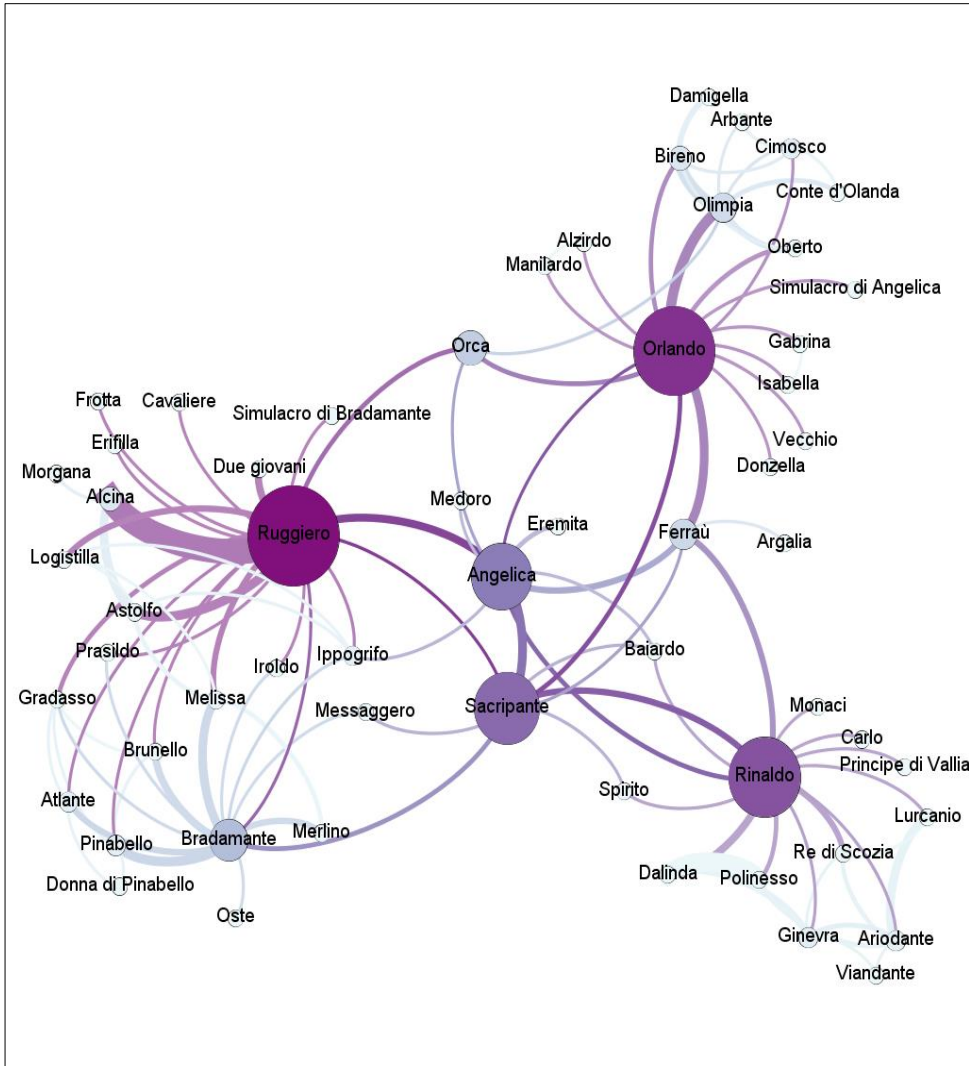 Damigella
Arbante
Cimosco
Bireno
Conte d'Olanda
Olimpia
Alzirdo
Oberto
Manilardo
Simulacro di Angelica
Orca
Orlando
Gabrina
Isabella
Frotta
Cavaliere
Simulacro di Bradamante
Erifilla
Vecchio
Donzella
Morgana
Due giovani
Alcina
Medoro
Eremita
Ruggiero
Ferraù
Argalia
Logistilla
Angelica
Astolfo
Prasildo
Iroldo
Ippogrifo
Baiardo
Gradasso
Melissa
Messaggero
Sacripante
Monaci
Carlo
Brunello
Principe di Vallia
Rinaldo
Spirito
Atlante
Lurcanio
Pinabello
Bradamante
Merlino
Re di Scozia
Dalinda
Polinesso
Donna di Pinabello
Oste
Ginevra
Ariodante
Viandante